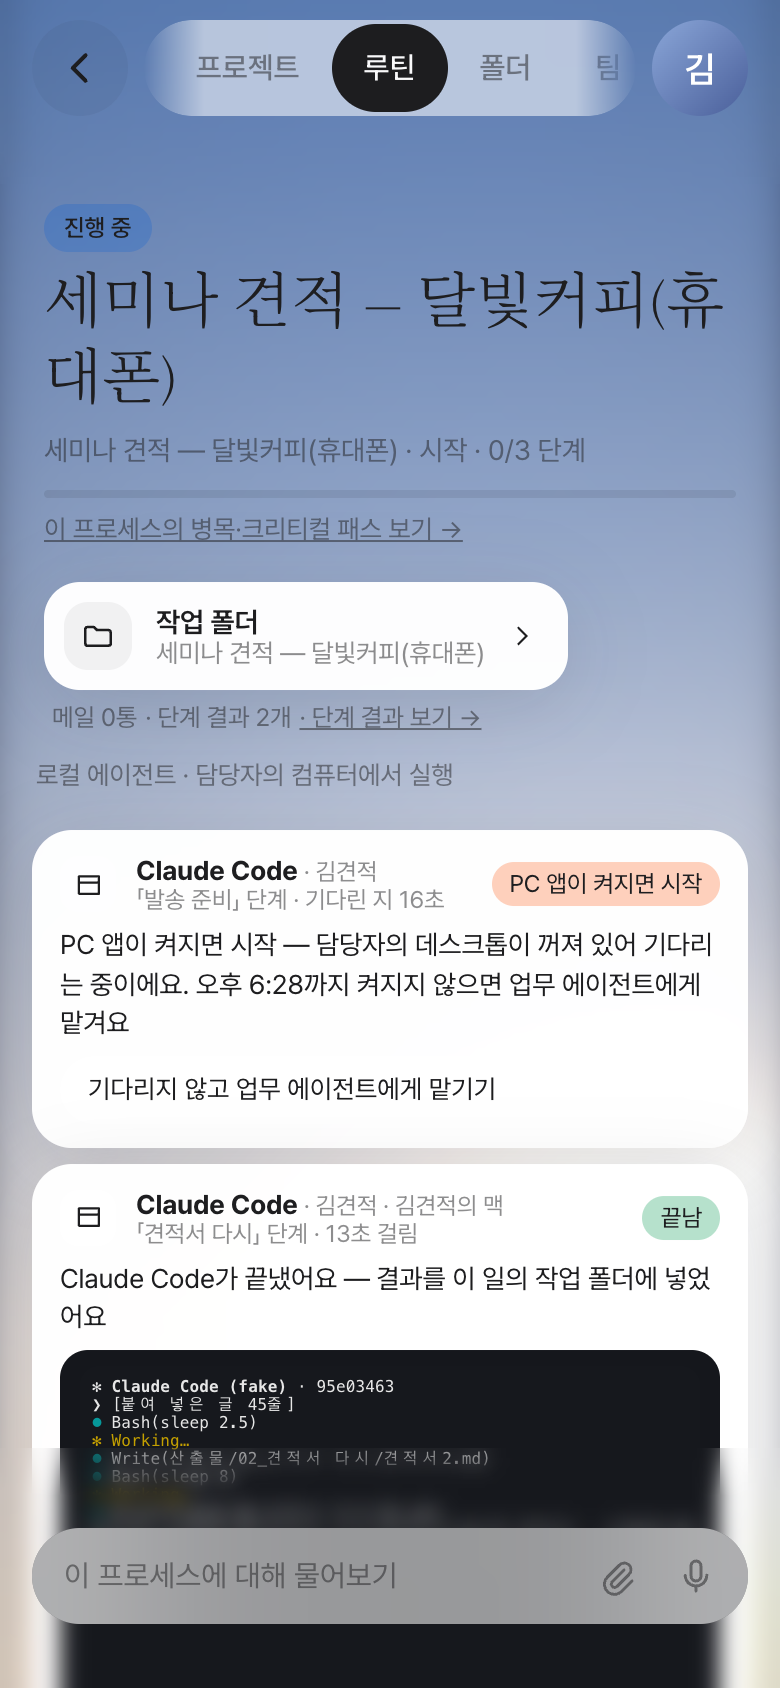 프로젝트 루틴 폴더 팀 김
진행 중
세미나 견적 — 달빛커피(휴
대폰)
세미나 견적 — 달빛커피(휴대폰) · 시작 · 0/3 단계
이 프로세스의 병목·크리티컬 패스 보기 →
작업 폴더
세미나 견적 — 달빛커피(휴대폰)
메일 0통 · 단계 결과 2개 · 단계 결과 보기 →
로컬 에이전트 · 담당자의 컴퓨터에서 실행
Claude Code · 김견적
「발송 준비」 단계 · 기다린 지 16초
PC 앱이 켜지면 시작
PC 앱이 켜지면 시작 — 담당자의 데스크톱이 꺼져 있어 기다리
는 중이에요. 오후 6:28까지 켜지지 않으면 업무 에이전트에게
맡겨요
기다리지 않고 업무 에이전트에게 맡기기
Claude Code · 김견적 · 김견적의 맥
「견적서 다시」 단계 · 13초 걸림
끝남
Claude Code가 끝냈어요 — 결과를 이 일의 작업 폴더에 넣었
어요
✻ Claude Code (fake) · 95e03463
❯ [붙여 넣은 글 45줄]
● Bash(sleep 2.5)
✻ Working…
● Write(산출물/02_견적서 다시/견적서2.md)
● Bash(sleep 8)
이 프로세스에 대해 물어보기